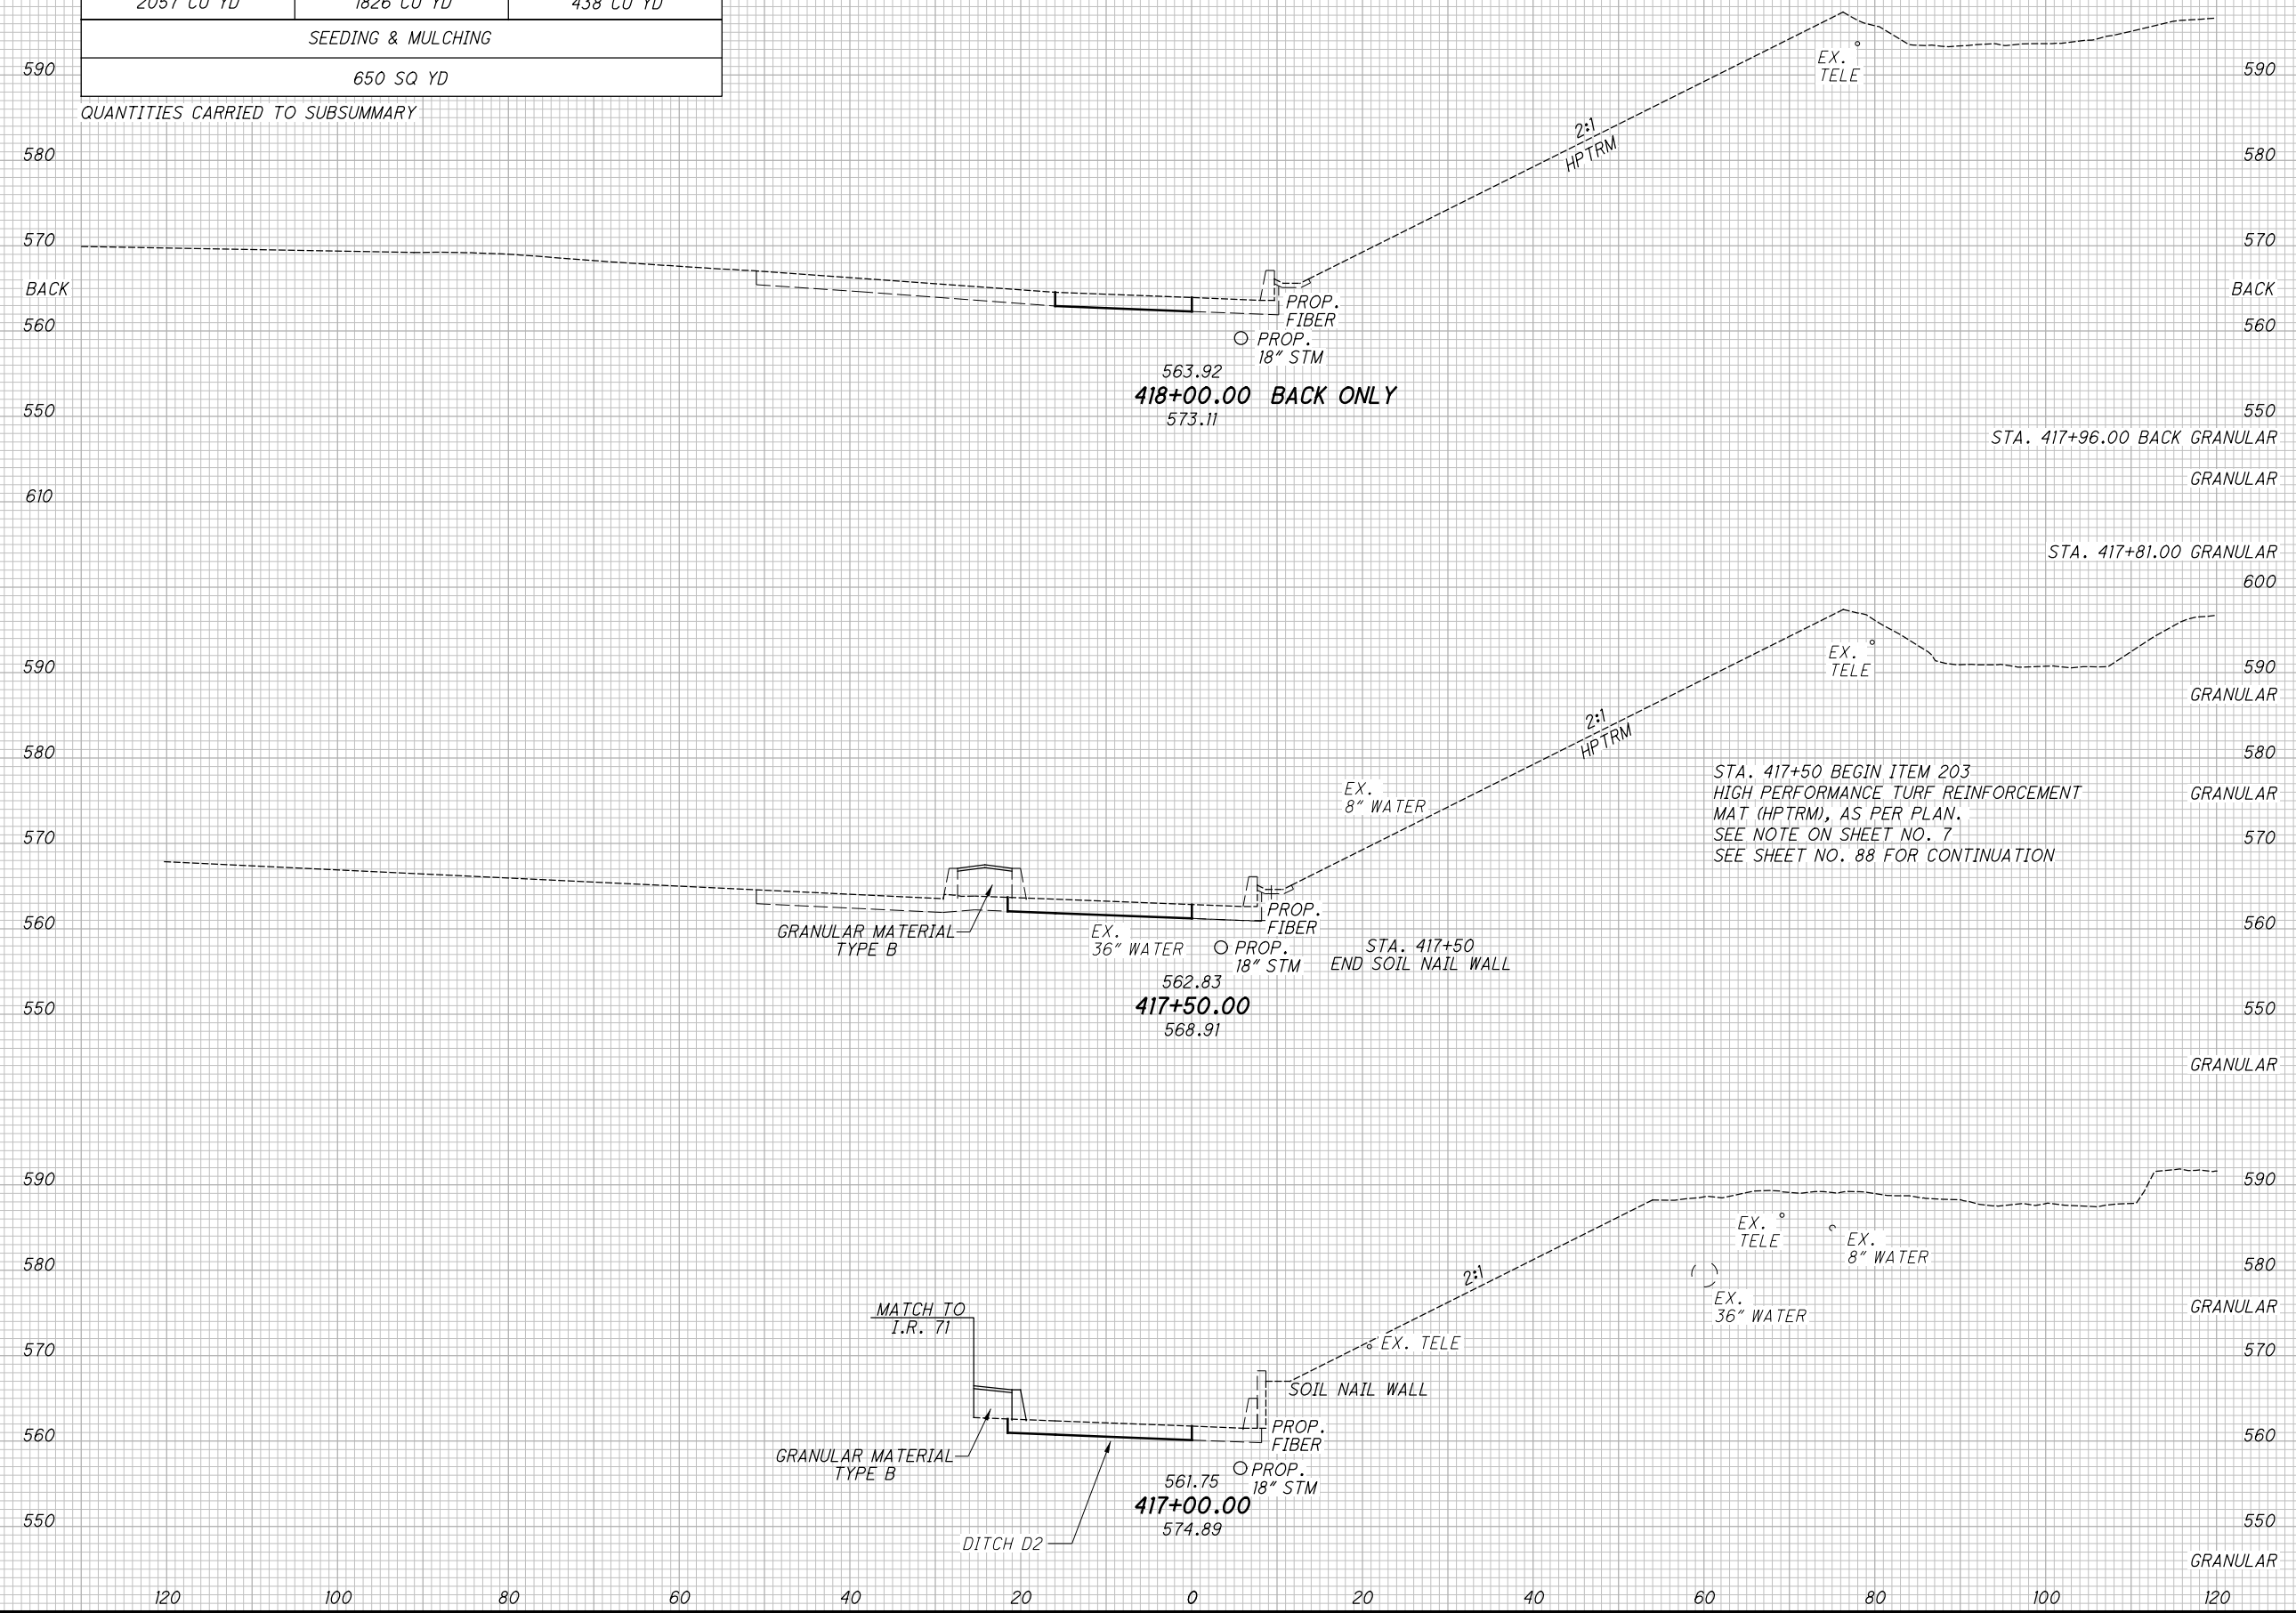 2057 CU YD 1826 CU YD 438 CU YD
SEEDING & MULCHING
650 SQ YD
QUANTITIES CARRIED TO SUBSUMMARY
590 590
EX.
TELE
580 580
2:1
HPTRM
570 570
BACK BACK
PROP.
FIBER
560 560
PROP.
18" STM
563.92
418+00.00 BACK ONLY
573.11
550 550
STA. 417+96.00 BACK GRANULAR
GRANULAR
610
STA. 417+81.00 GRANULAR
600
EX.
TELE
590 590
GRANULAR
2:1
HPTRM
580 580
STA. 417+50 BEGIN ITEM 203
HIGH PERFORMANCE TURF REINFORCEMENT
MAT (HPTRM), AS PER PLAN.
SEE NOTE ON SHEET NO. 7
SEE SHEET NO. 88 FOR CONTINUATION
GRANULAR
EX.
8" WATER
570 570
PROP.
FIBER
560 560
GRANULAR MATERIAL
TYPE B
EX.
36" WATER
PROP.
18" STM
STA. 417+50
END SOIL NAIL WALL
562.83
417+50.00
568.91
550 550
GRANULAR
590 590
EX.
TELE
EX.
8" WATER
580 580
2:1
EX.
36" WATER
GRANULAR
MATCH TO
I.R. 71
570 570
EX. TELE
SOIL NAIL WALL
PROP.
FIBER
560 560
GRANULAR MATERIAL
TYPE B
PROP.
18" STM
561.75
417+00.00
574.89
550 550
DITCH D2
GRANULAR
120 100 80 60 40 20 0 20 40 60 80 100 120